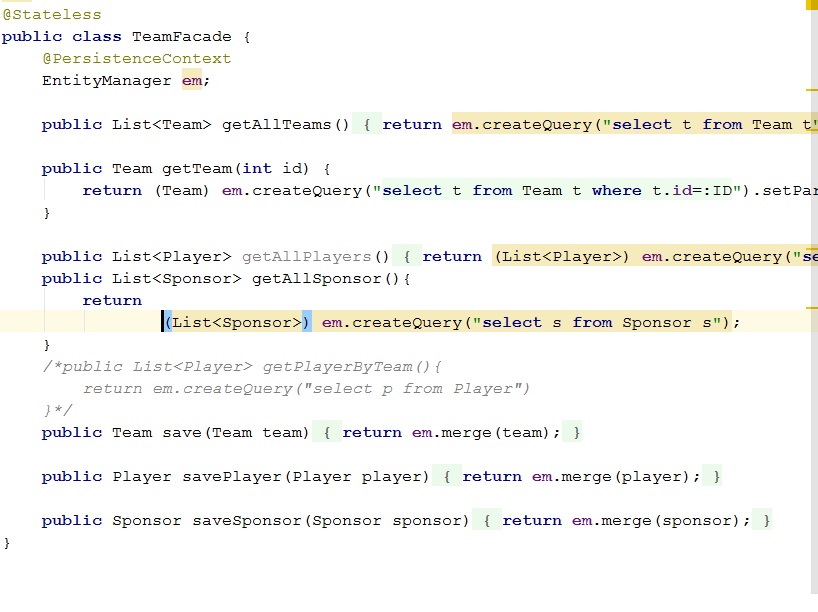 @Stateless
public class TeamFacade {
@PersistenceContext
EntityManager em;
public List<Team> getAllTeams() { return em.createQuery("select t from Team t"
public Team getTeam(int id) {
return (Team) em.createQuery("select t from Team t where t.id=:ID").setPar
}
public List<Player> getAllPlayers() { return (List<Player>) em.createQuery("se
public List<Sponsor> getAllSponsor(){
return
(List<Sponsor>) em.createQuery("select s from Sponsor s");
}
/*public List<Player> getPlayerByTeam(){
return em.createQuery("select p from Player")
}*/
public Team save(Team team) { return em.merge(team); }
public Player savePlayer(Player player) { return em.merge(player); }
public Sponsor saveSponsor(Sponsor sponsor) { return em.merge(sponsor); }
}